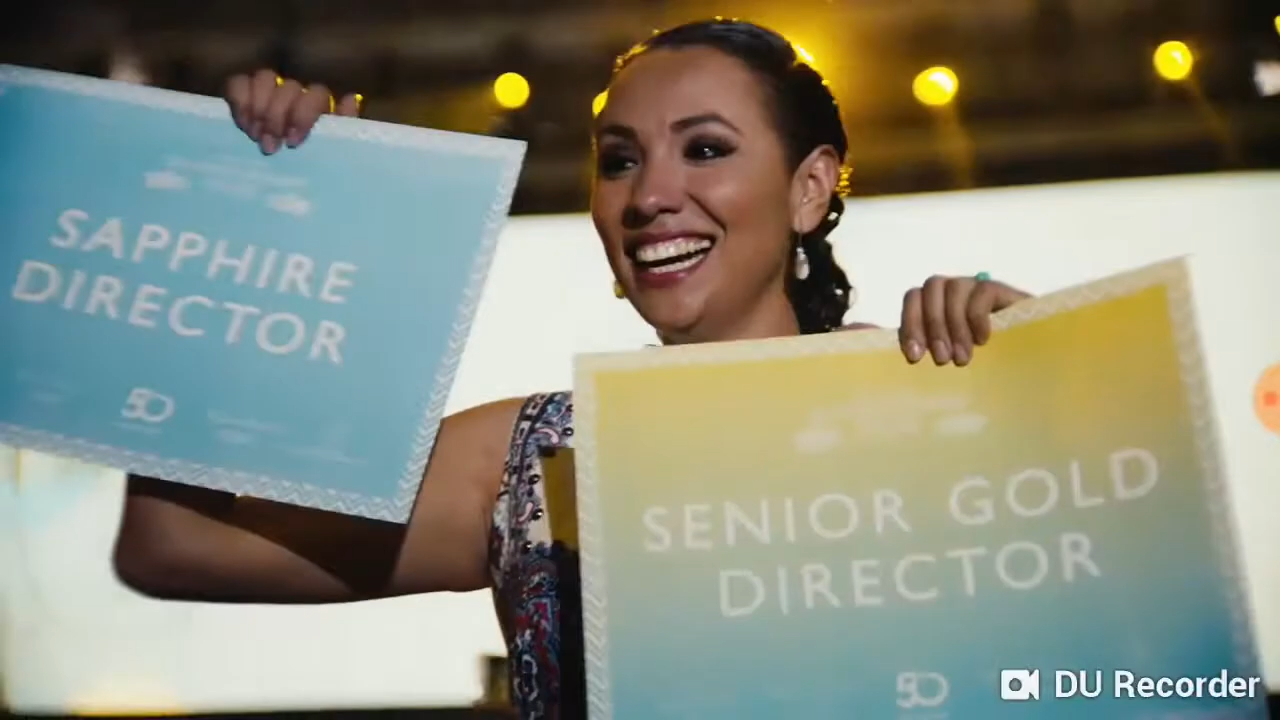 SAPPHIRE
DIRECTOR
50
SENIOR GOLD
DIRECTOR
50
DU Recorder